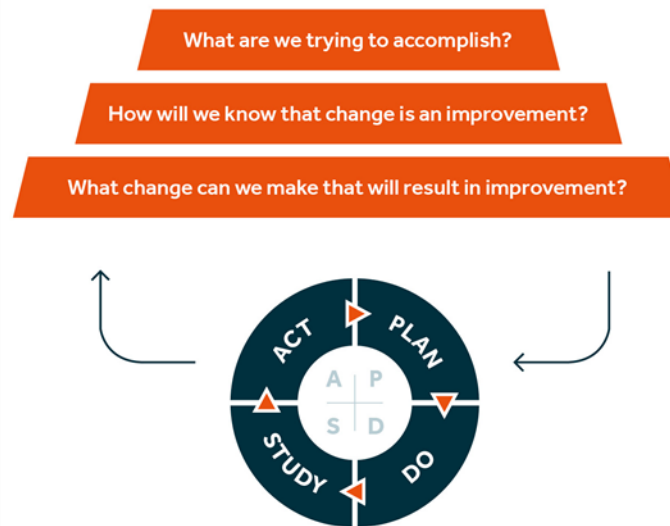 What are we trying to accomplish?
How will we know that change is an improvement?
What change can we make that will result in improvement?
ACT
PLAN
A P
S D
STUDY
DO